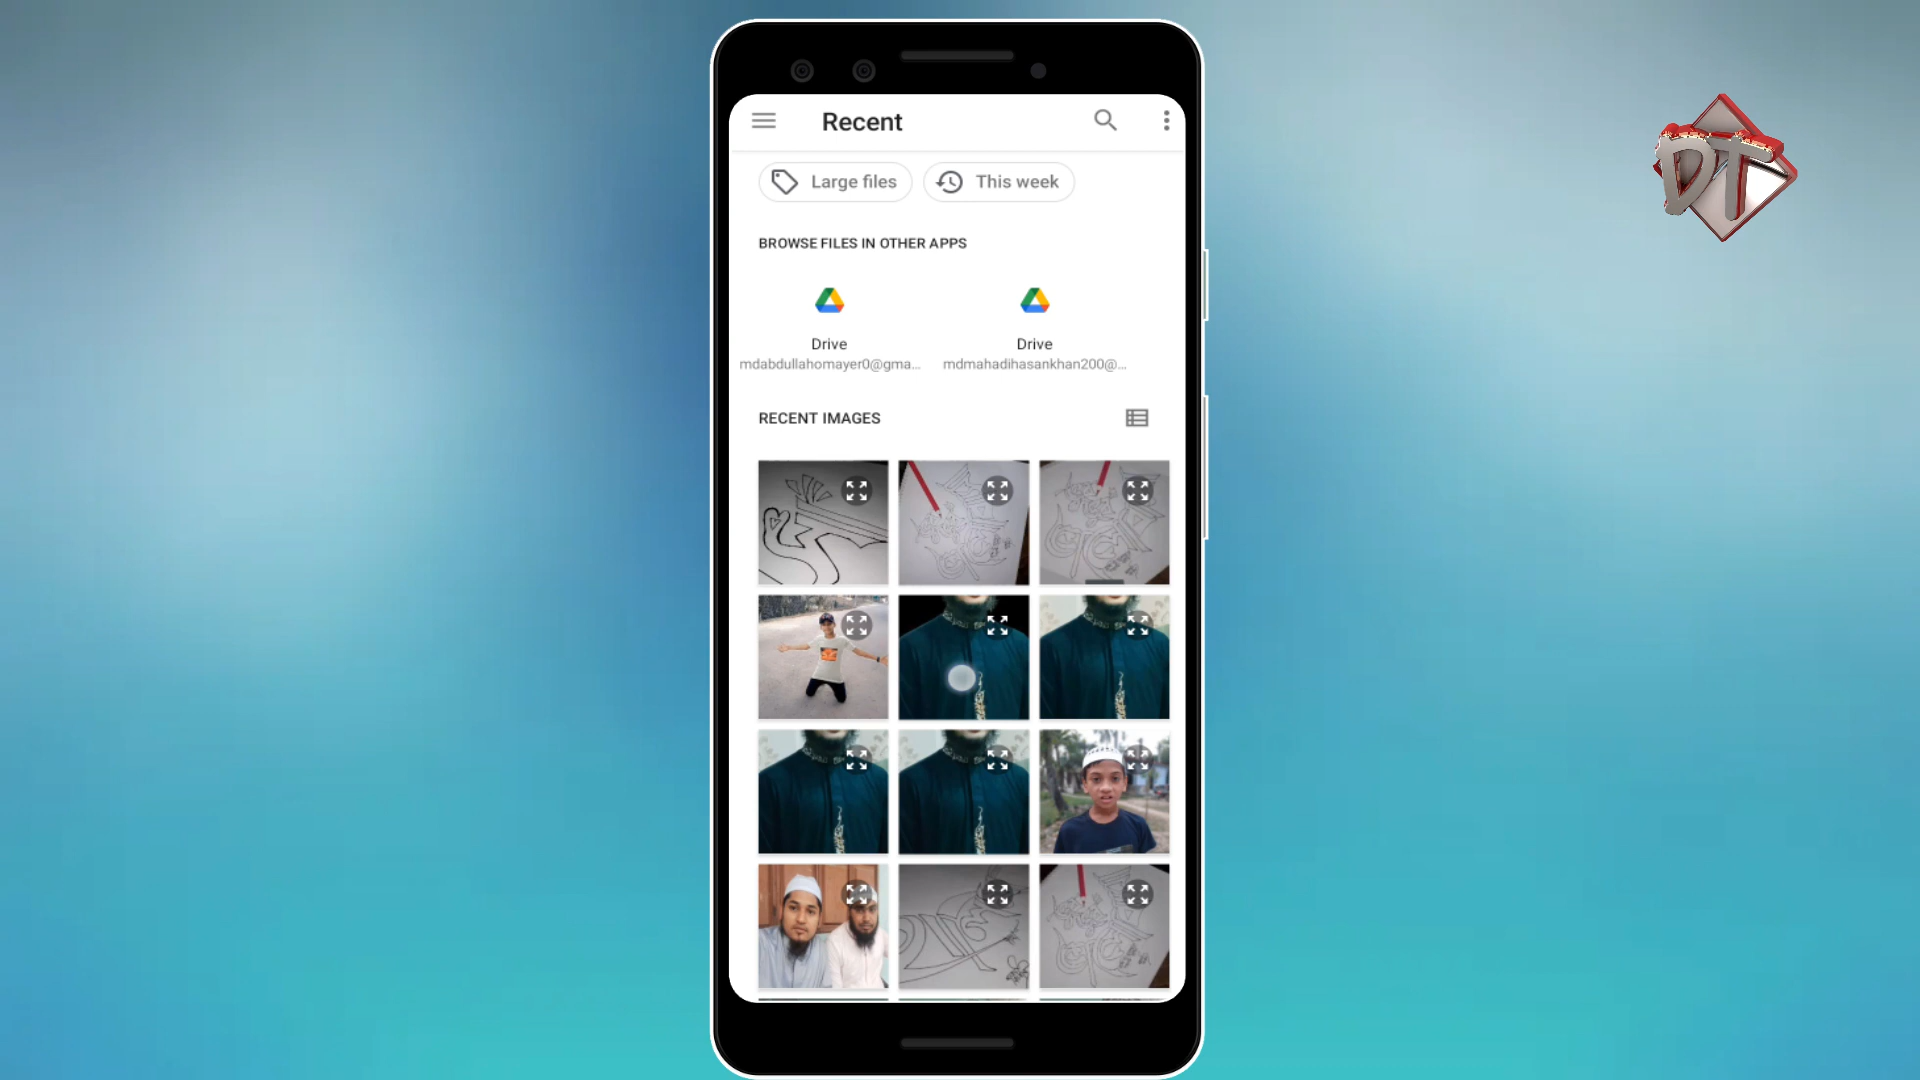 Recent
Large files
This week
BROWSE FILES IN OTHER APPS
Drive
mdabdullahomayer0@gma...
Drive
mdmahadihasankhan200@...
RECENT IMAGES
DT